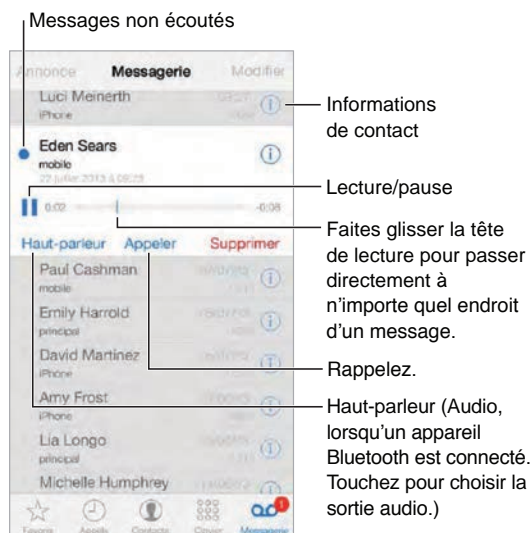 Messages non écoutés
Annonce Messagerie Modifier
Luci Meinerth
iPhone
Informations
de contact
Eden Sears
mobile
22 juillet 2013 à 09:23
Lecture/pause
0:02 -0:08
Faites glisser la tête
de lecture pour passer
directement à
n’importe quel endroit
d’un message.
Haut-parleur Appeler Supprimer
Paul Cashman
mobile
Emily Harrold
principal
David Martinez
iPhone
Rappelez.
Amy Frost
iPhone
Haut-parleur (Audio,
lorsqu’un appareil
Bluetooth est connecté.
Touchez pour choisir la
sortie audio.)
Lia Longo
principal
Michelle Humphrey
1
Favoris Appels Contacts Clavier Messagerie